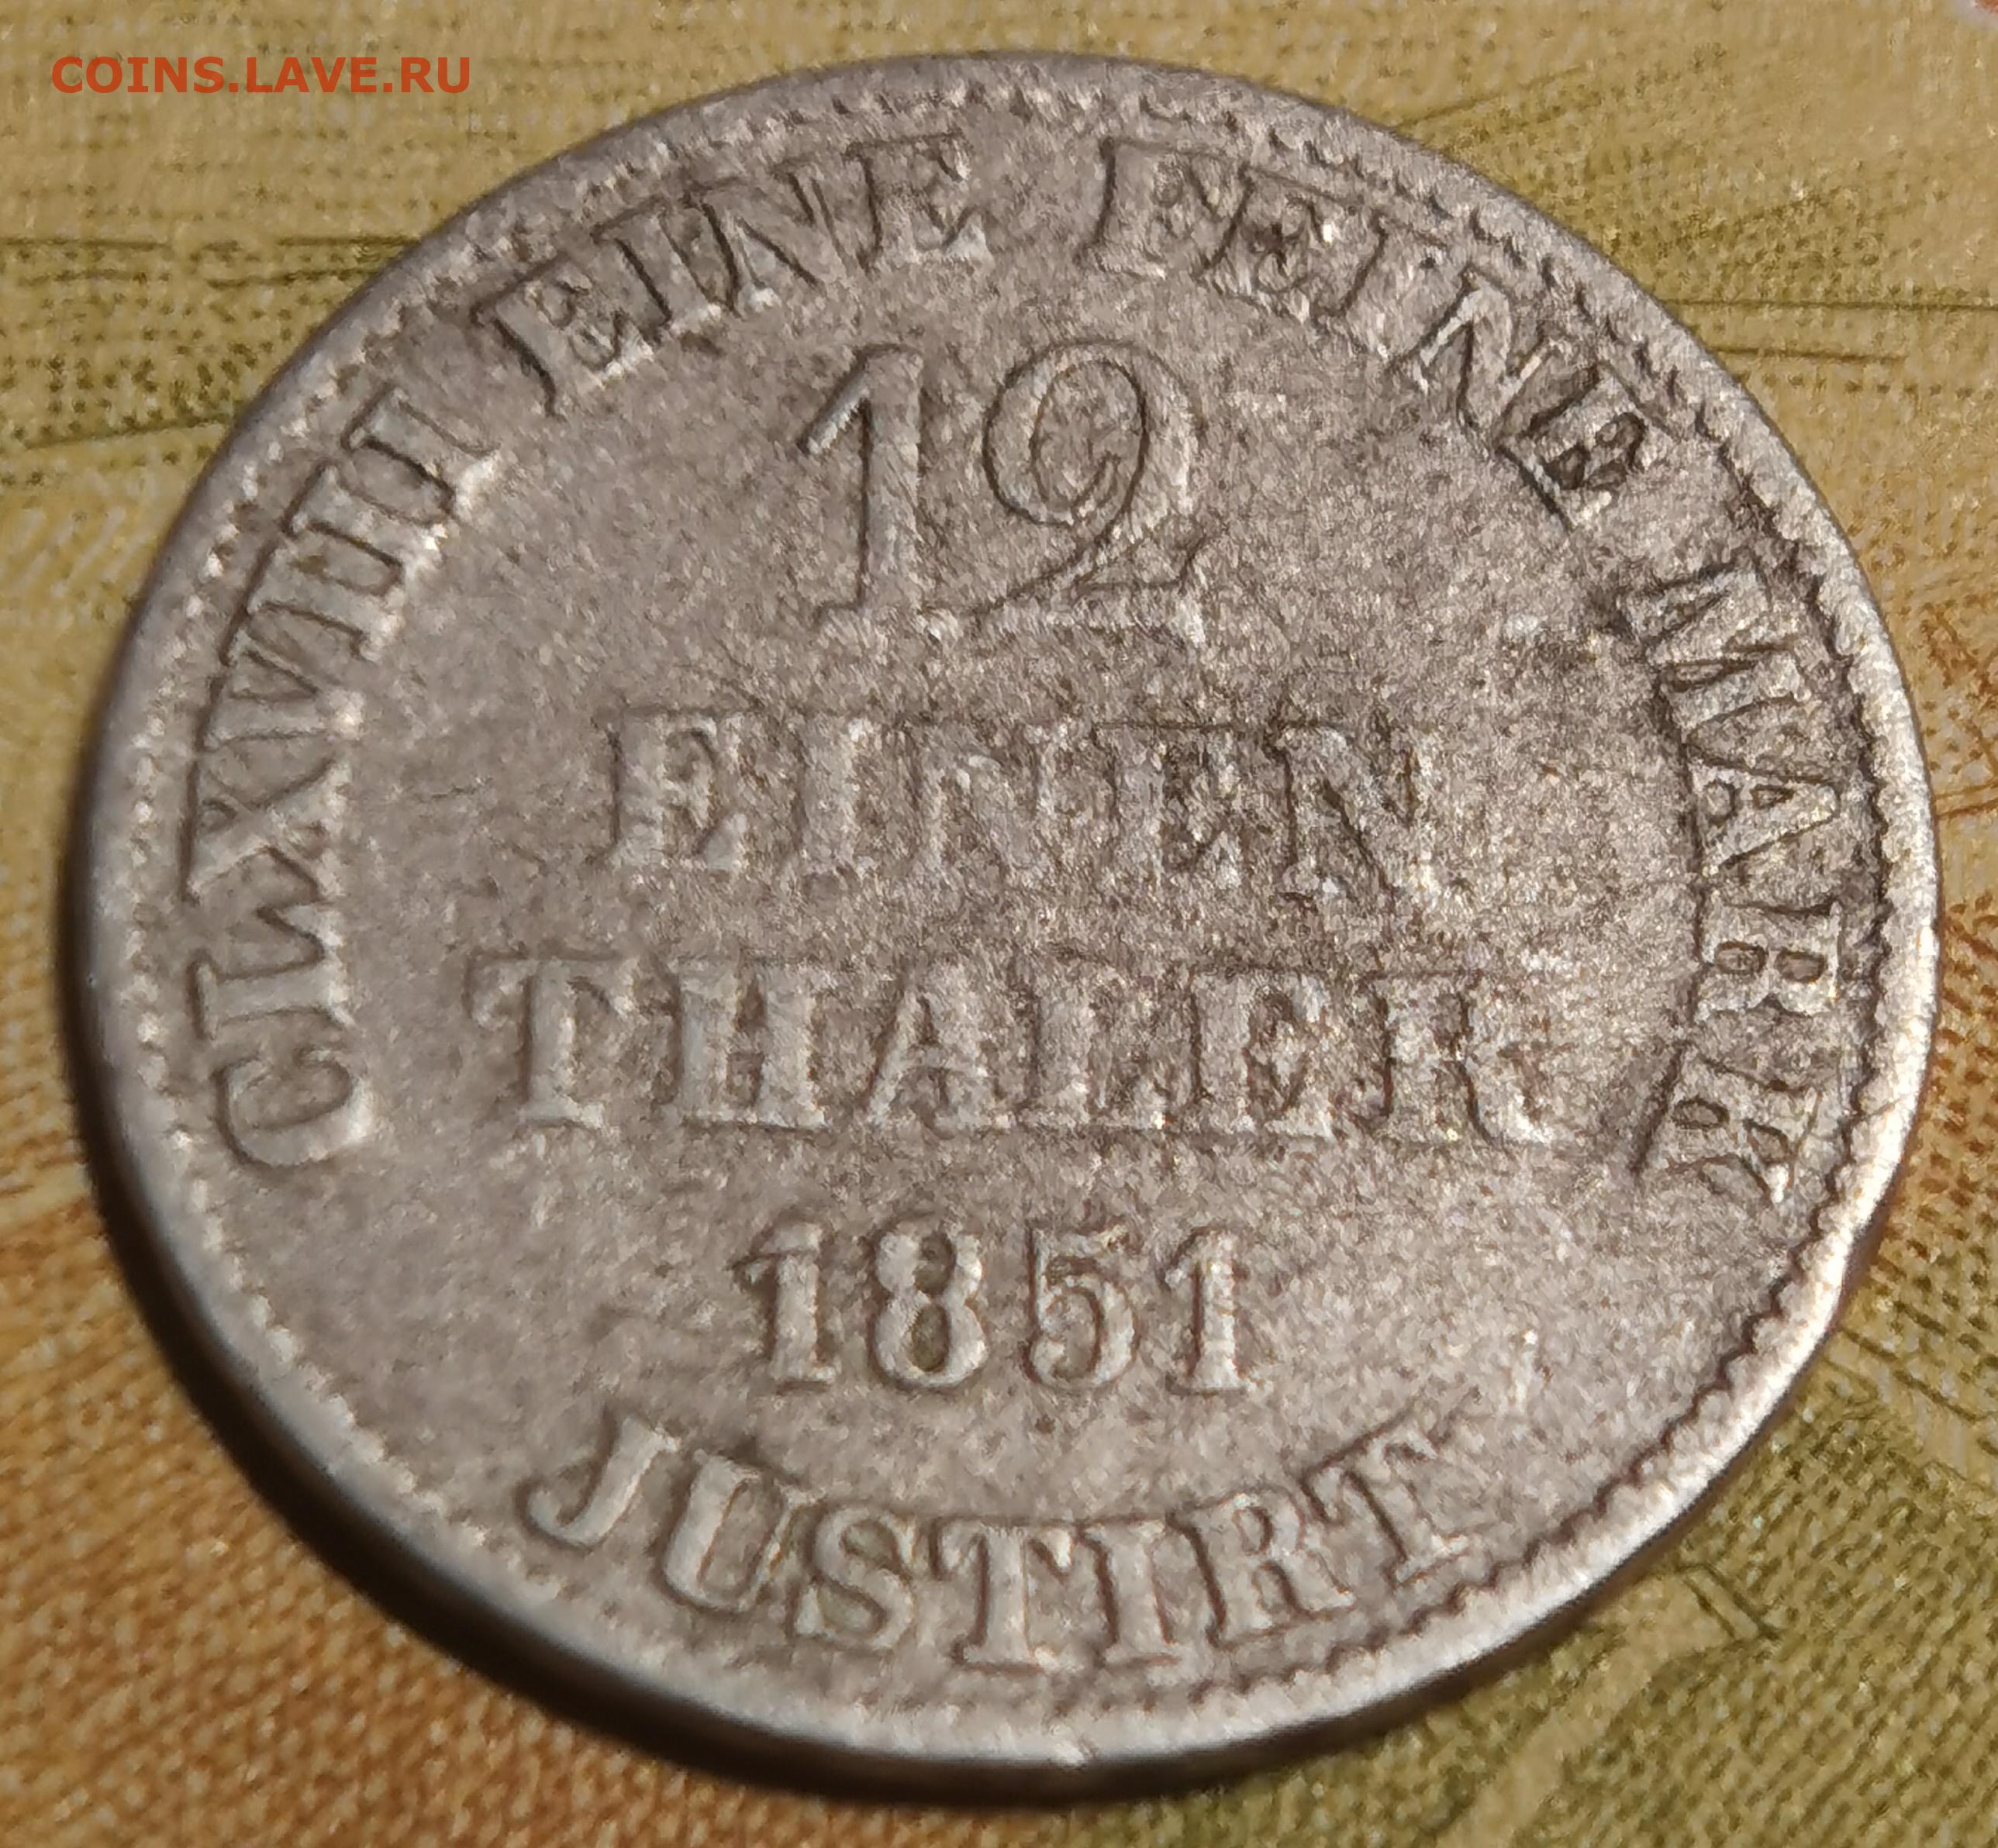 COINS.LAVE.RU
CLXVIII EINE FEINE MARK
12
EINEN
THALER
1851
JUSTIRT